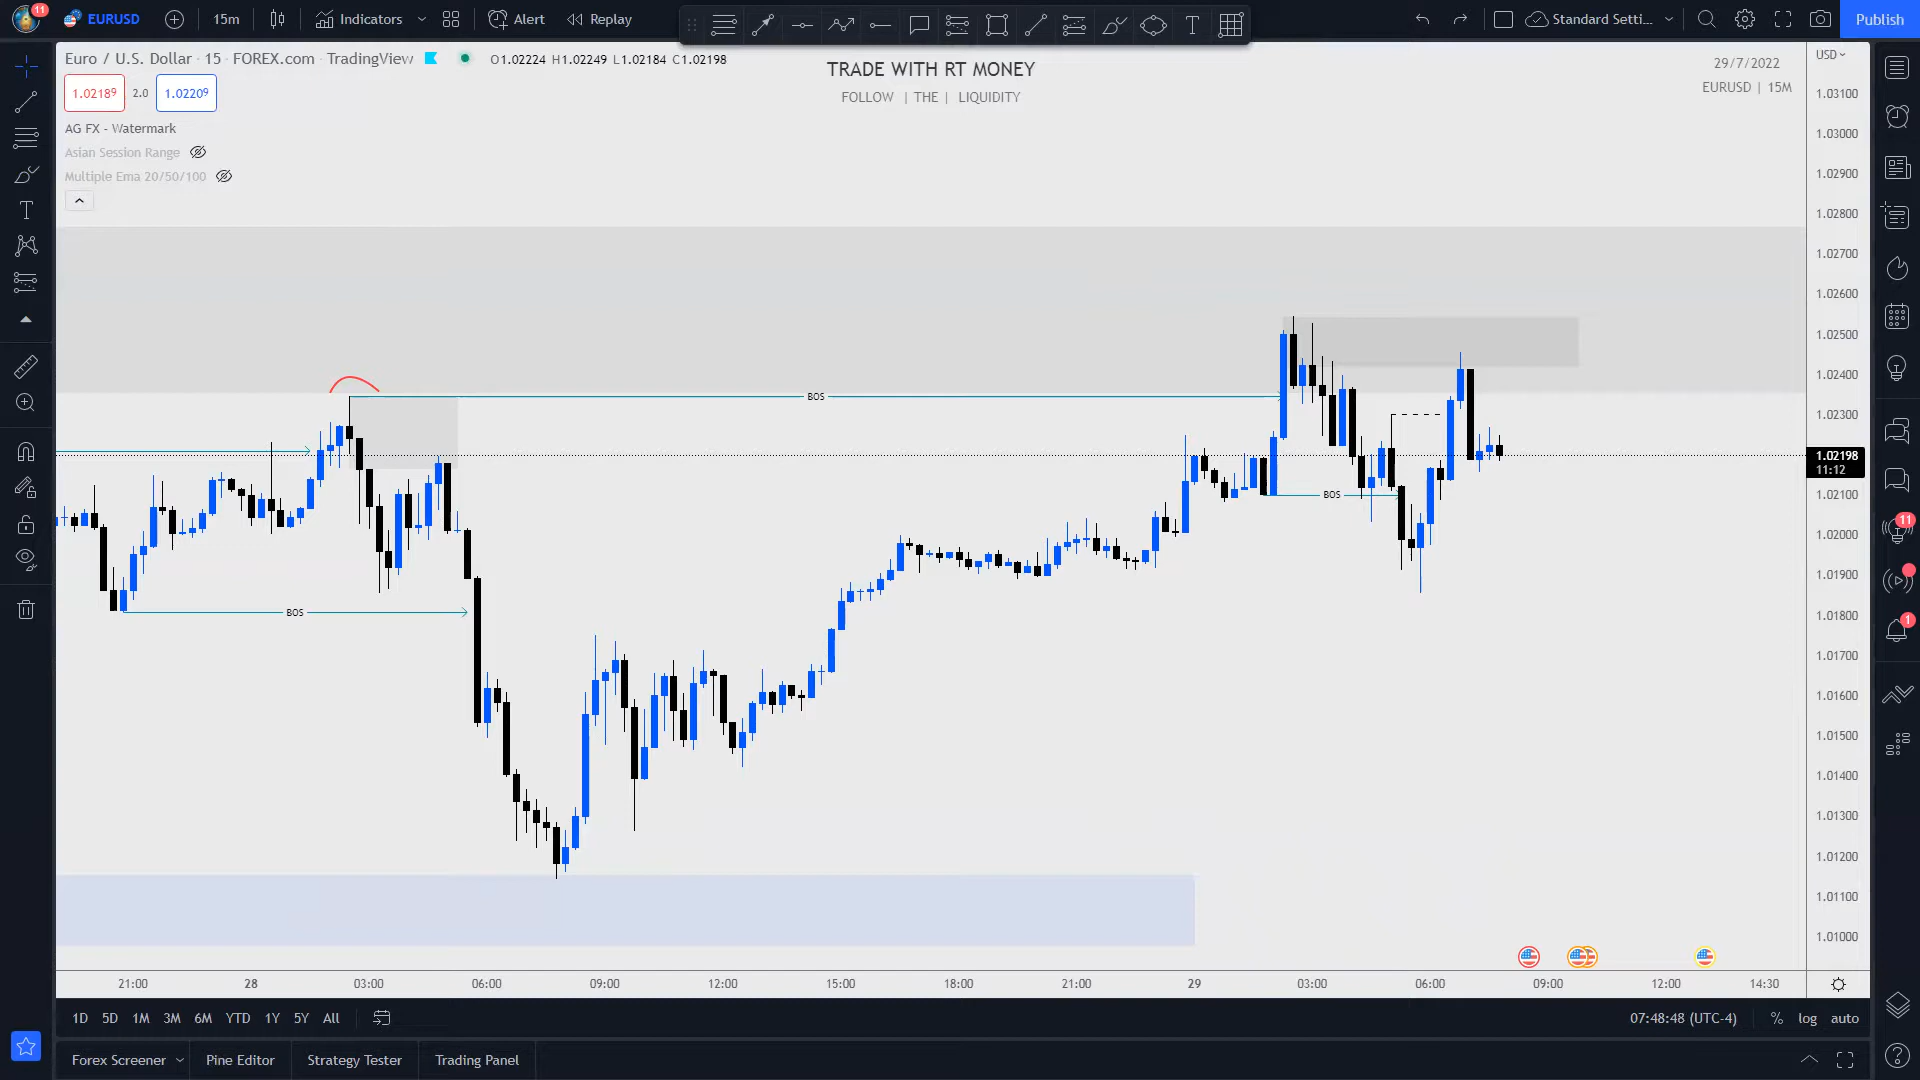 11 EURUSD 15m Indicators Alert Replay Standard Setti... Publish
Euro / U.S. Dollar · 15 · FOREX.com · TradingView O1.02224 H1.02249 L1.02184 C1.02198
1.02189 2.0 1.02209
AG FX - Watermark
Asian Session Range
Multiple Ema 20/50/100
TRADE WITH RT MONEY
FOLLOW | THE | LIQUIDITY
29/7/2022
EURUSD | 15M
USD
1.03100
1.03000
1.02900
1.02800
1.02700
1.02600
1.02500
1.02400
1.02300
1.02198
11:12
1.02100
1.02000
1.01900
1.01800
1.01700
1.01600
1.01500
1.01400
1.01300
1.01200
1.01100
1.01000
BOS
BOS
BOS
11
1
21:00 28 03:00 06:00 09:00 12:00 15:00 18:00 21:00 29 03:00 06:00 09:00 12:00 14:30
1D 5D 1M 3M 6M YTD 1Y 5Y All 07:48:48 (UTC-4) % log auto
Forex Screener Pine Editor Strategy Tester Trading Panel